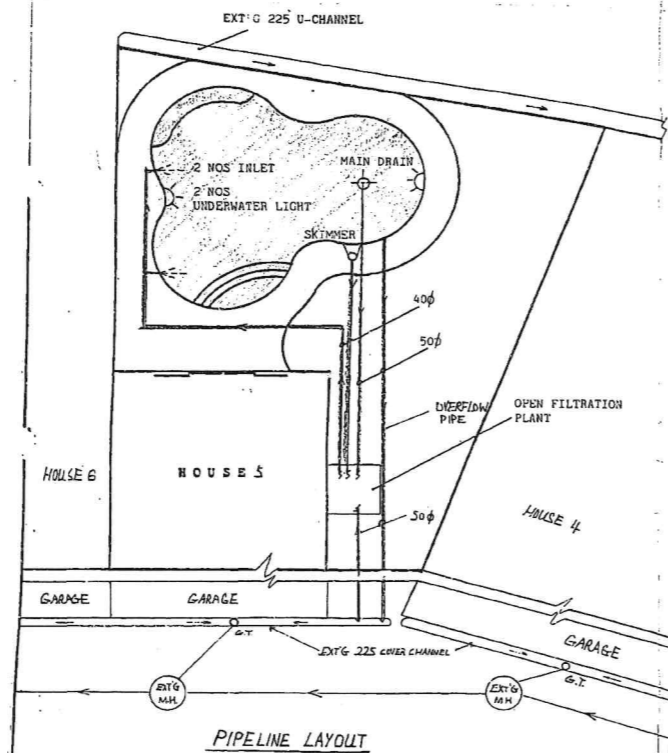 EXT'G 225 U-CHANNEL
MAIN DRAIN
2 NOS INLET
2 NOS
UNDERWATER LIGHT
SKIMMER
40φ
50φ
OVERFLOW
PIPE
OPEN FILTRATION
PLANT
HOUSE 6
HOUSE 5
HOUSE 4
50φ
GARAGE
GARAGE
GARAGE
G.T.
EXT'G 225 COVER CHANNEL
G.T.
EXT'G
M.H.
EXT'G
M.H.
PIPELINE LAYOUT